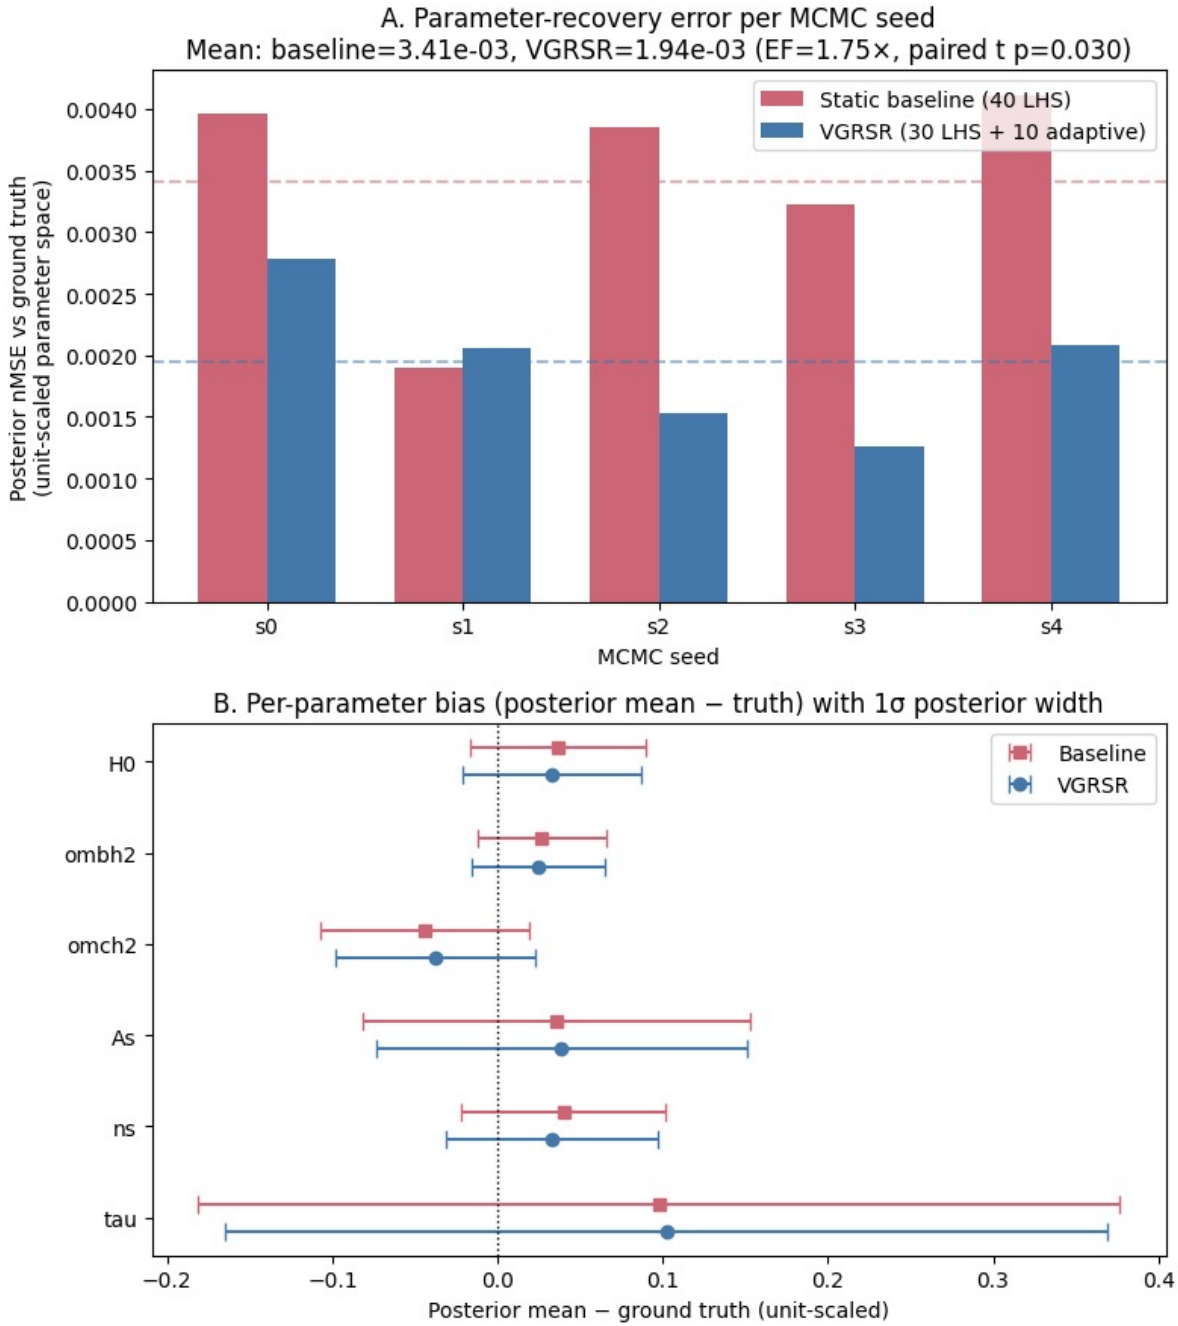 A. Parameter-recovery error per MCMC seed
Mean: baseline=3.41e-03, VGRSR=1.94e-03 (EF=1.75×, paired t p=0.030)
Static baseline (40 LHS)
VGRSR (30 LHS + 10 adaptive)
Posterior nMSE vs ground truth
(unit-scaled parameter space)
0.0040
0.0035
0.0030
0.0025
0.0020
0.0015
0.0010
0.0005
0.0000
s0
s1
s2
s3
s4
MCMC seed
B. Per-parameter bias (posterior mean − truth) with 1σ posterior width
Baseline
VGRSR
H0
ombh2
omch2
As
ns
tau
−0.2
−0.1
0.0
0.1
0.2
0.3
0.4
Posterior mean − ground truth (unit-scaled)